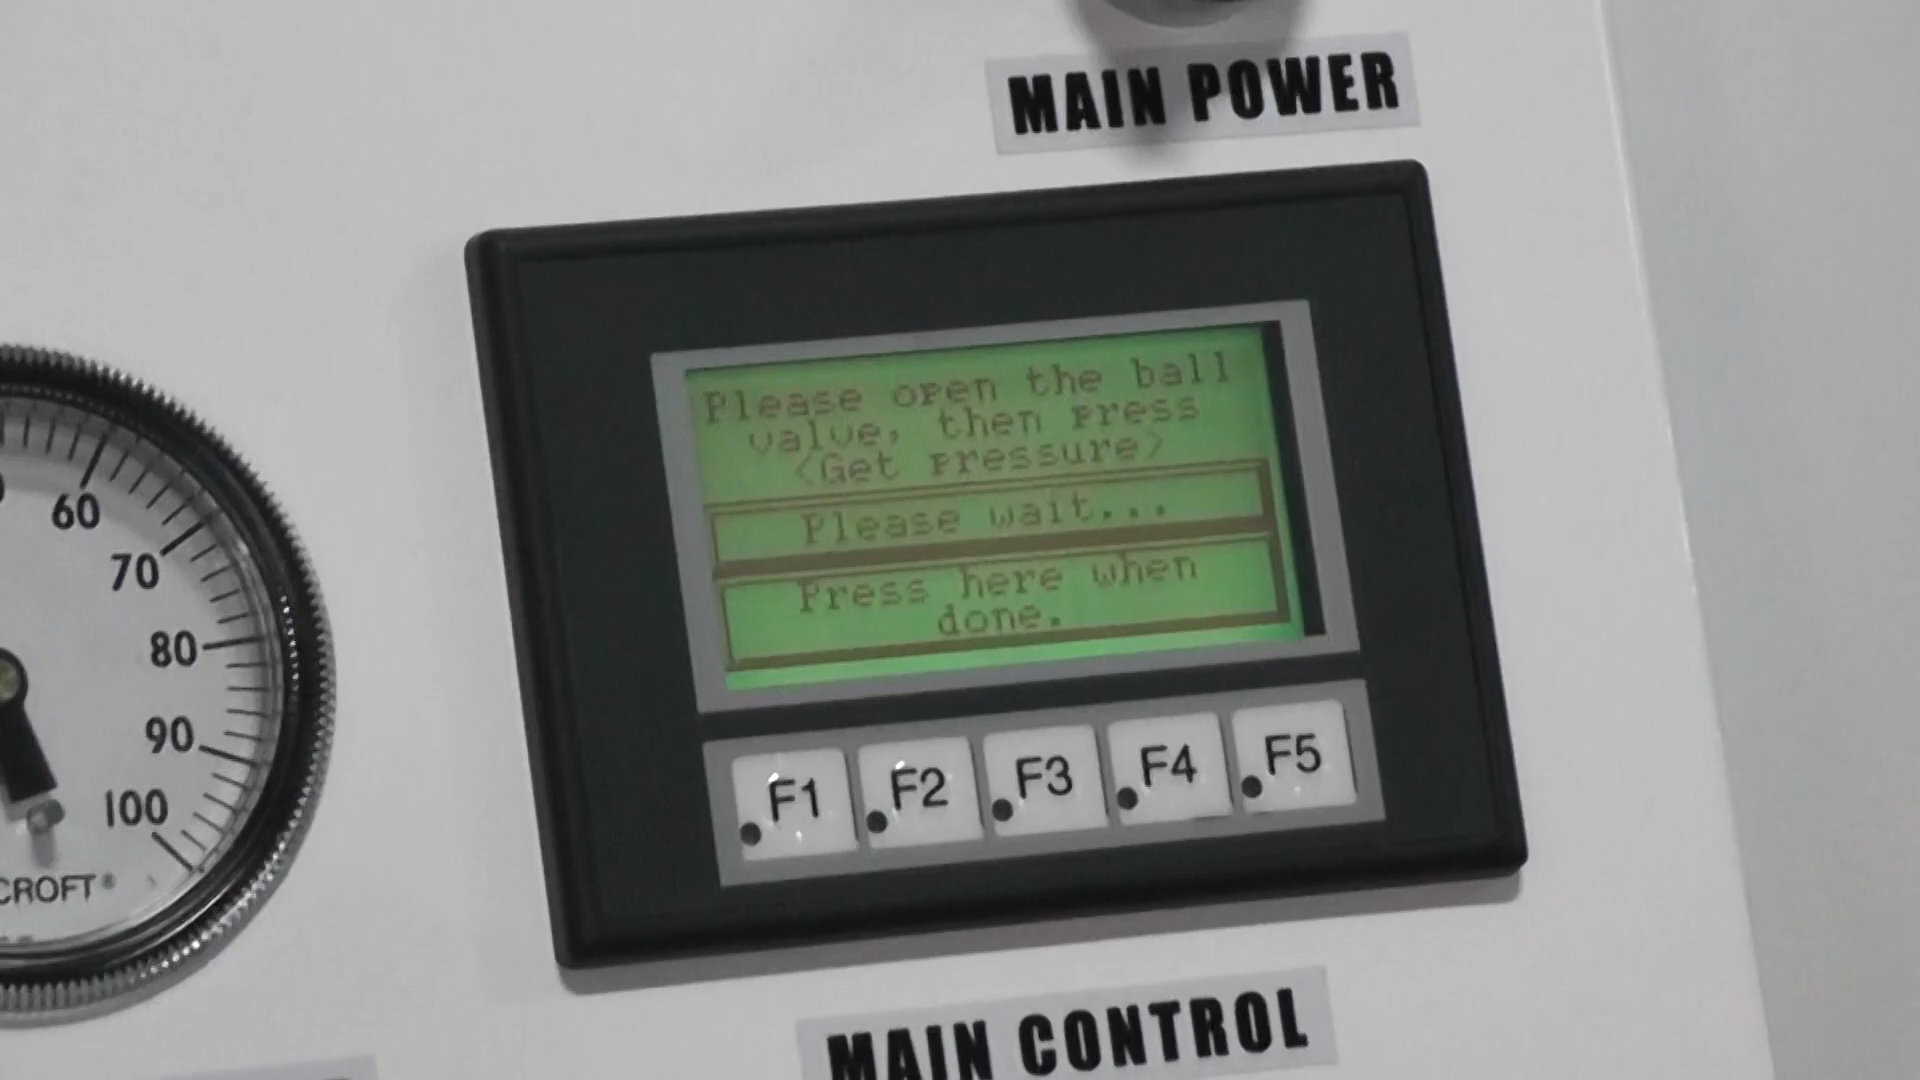 MAIN POWER
Please open the ball
valve, then press
<Get pressure>
Please wait...
Press here when
done.
F1 F2 F3 F4 F5
60
70
80
90
100
CROFT®
MAIN CONTROL